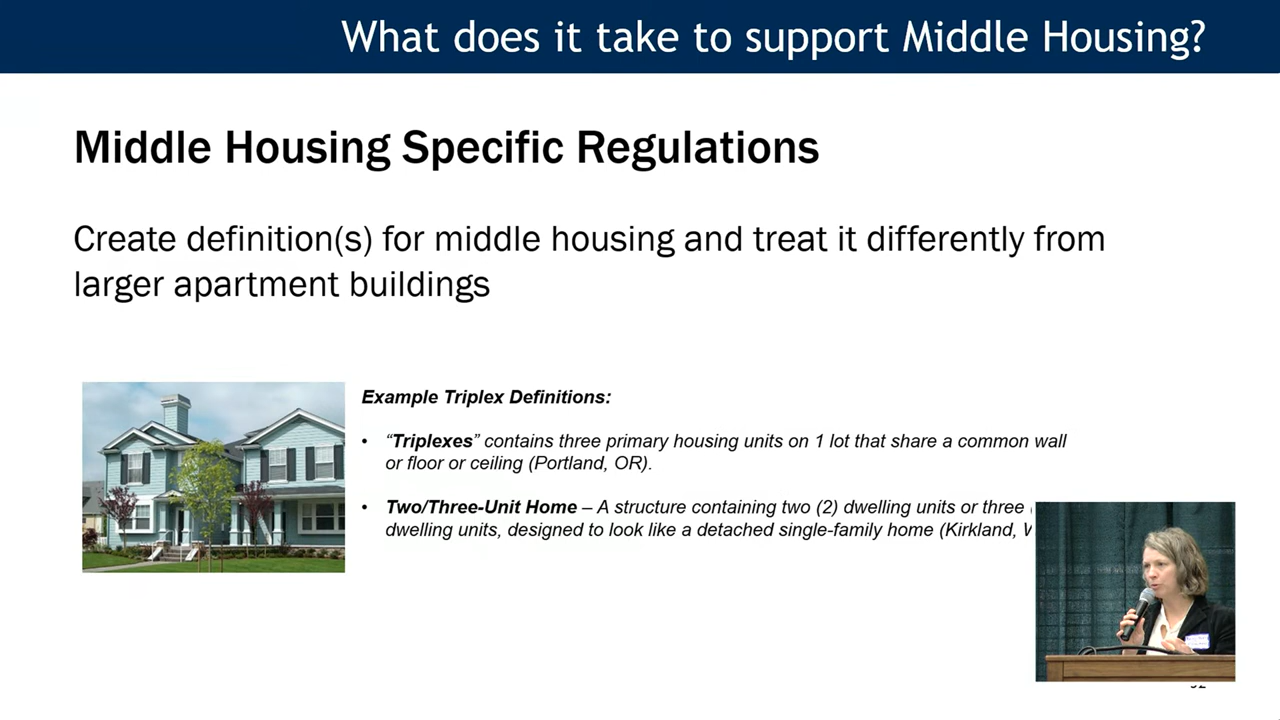 What does it take to support Middle Housing?
Middle Housing Specific Regulations
Create definition(s) for middle housing and treat it differently from
larger apartment buildings
Example Triplex Definitions:
• “Triplexes” contains three primary housing units on 1 lot that share a common wall
or floor or ceiling (Portland, OR).
• Two/Three-Unit Home – A structure containing two (2) dwelling units or three
dwelling units, designed to look like a detached single-family home (Kirkland,